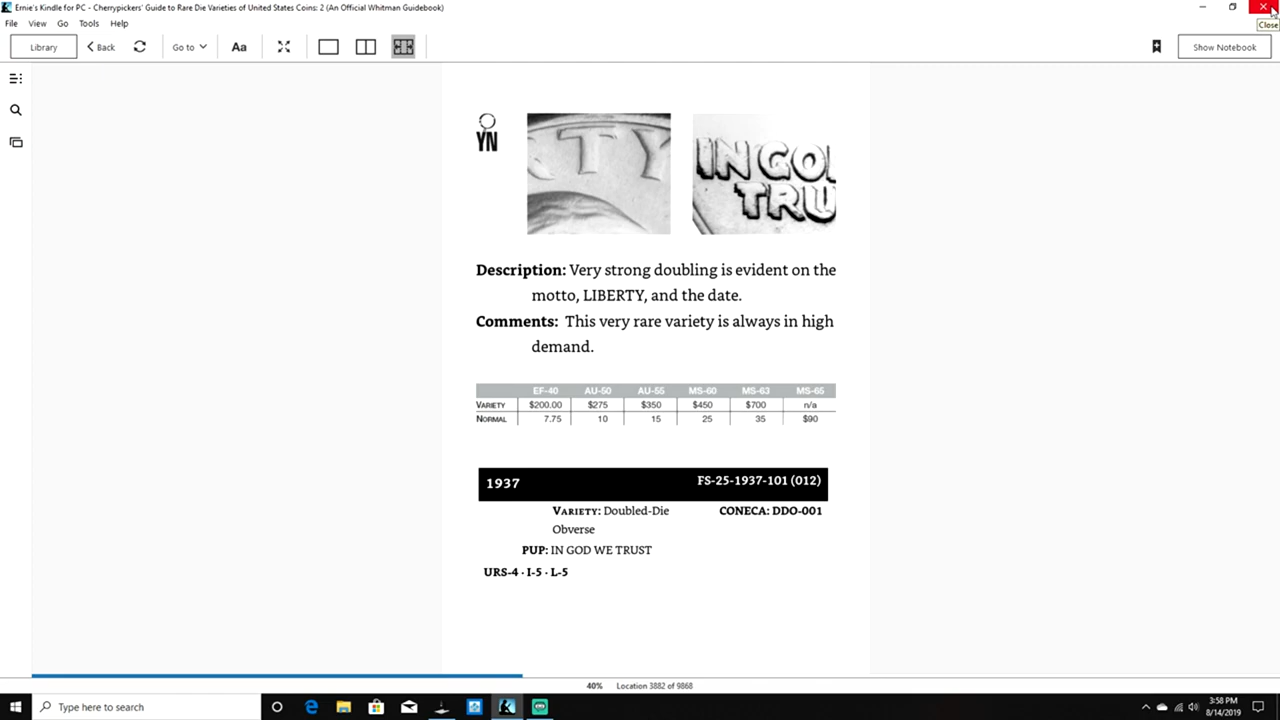 Ernie's Kindle for PC - Cherrypickers' Guide to Rare Die Varieties of United States Coins: 2 (An Official Whitman Guidebook)
Close
File View Go Tools Help
Library Back Go to Aa Show Notebook
YN
TY
IN GO
TRU
Description: Very strong doubling is evident on the
motto, LIBERTY, and the date.
Comments: This very rare variety is always in high
demand.
EF-40 AU-50 AU-55 MS-60 MS-63 MS-65
VARIETY $200.00 $275 $350 $450 $700 n/a
NORMAL 7.75 10 15 25 35 $90
1937 FS-25-1937-101 (012)
VARIETY: Doubled-Die CONECA: DDO-001
Obverse
PUP: IN GOD WE TRUST
URS-4 · I-5 · L-5
40% Location 3882 of 9868
Type here to search
3:58 PM
8/14/2019